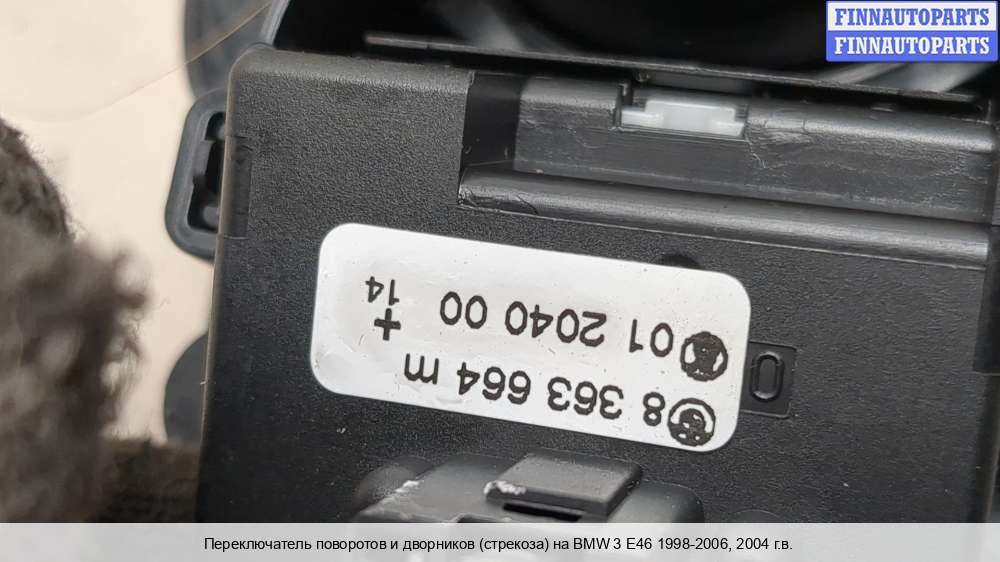 FINNAUTOPARTS
FINNAUTOPARTS
8 363 664 m
01 2040 00
+
14
0
Переключатель поворотов и дворников (стрекоза) на BMW 3 E46 1998-2006, 2004 г.в.